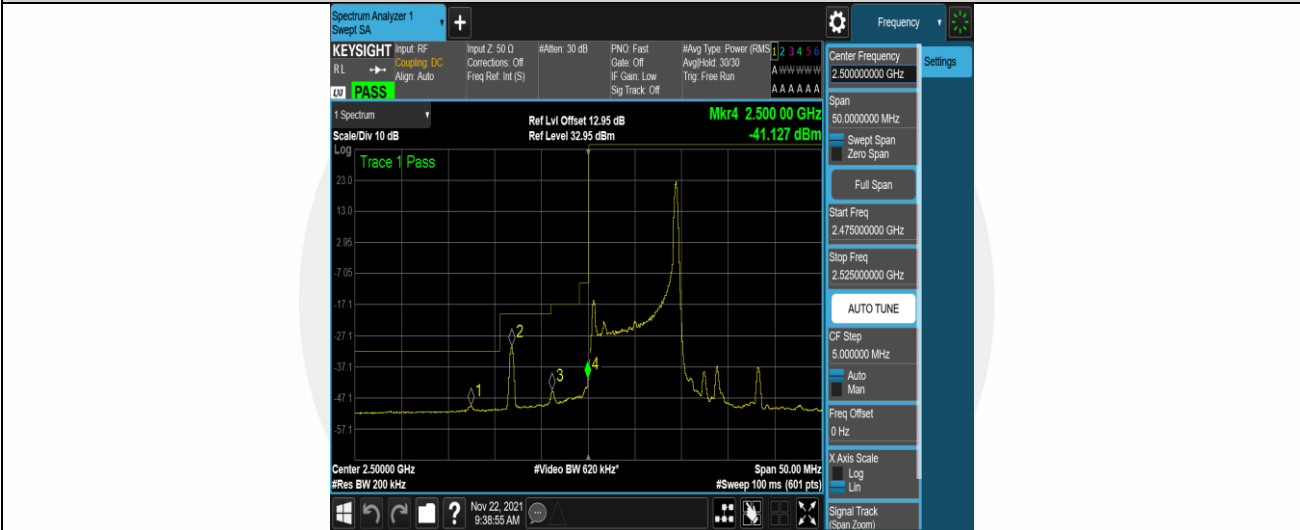 Spectrum Analyzer 1
Swept SA
Frequency
KEYSIGHT
Input: RF
Input Z: 50 Ω
#Atten: 30 dB
PNO: Fast
#Avg Type: Power (RMS
1 2 3 4 5 6
R L
Coupling: DC
Corrections: Off
Gate: Off
Avg|Hold: 30/30
Align: Auto
Freq Ref: Int (S)
IF Gain: Low
Trig: Free Run
A W W W W W
Sig Track: Off
A A A A A A
LXI
PASS
1 Spectrum
Ref Lvl Offset 12.95 dB
Mkr4 2.500 00 GHz
Scale/Div 10 dB
Ref Level 32.95 dBm
-41.127 dBm
Log
Trace 1 Pass
23.0
13.0
2.95
-7.05
-17.1
-27.1
-37.1
-47.1
-57.1
1
2
3
4
Center 2.50000 GHz
#Video BW 620 kHz*
Span 50.00 MHz
#Res BW 200 kHz
#Sweep 100 ms (601 pts)
Nov 22, 2021
9:38:55 AM
Center Frequency
2.500000000 GHz
Settings
Span
50.0000000 MHz
Swept Span
Zero Span
Full Span
Start Freq
2.475000000 GHz
Stop Freq
2.525000000 GHz
AUTO TUNE
CF Step
5.000000 MHz
Auto
Man
Freq Offset
0 Hz
X Axis Scale
Log
Lin
Signal Track
(Span Zoom)